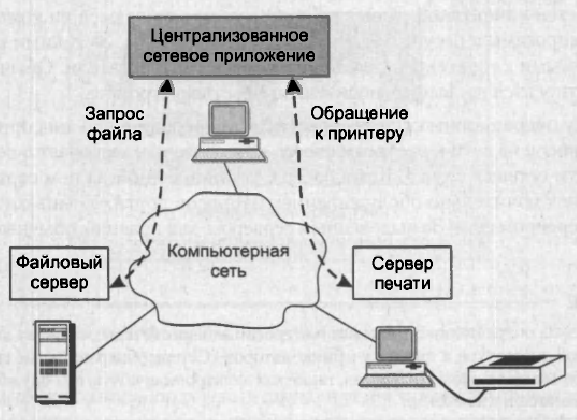 Централизованное
сетевое приложение
Запрос
файла
Обращение
к принтеру
Компьютерная
сеть
Файловый
сервер
Сервер
печати